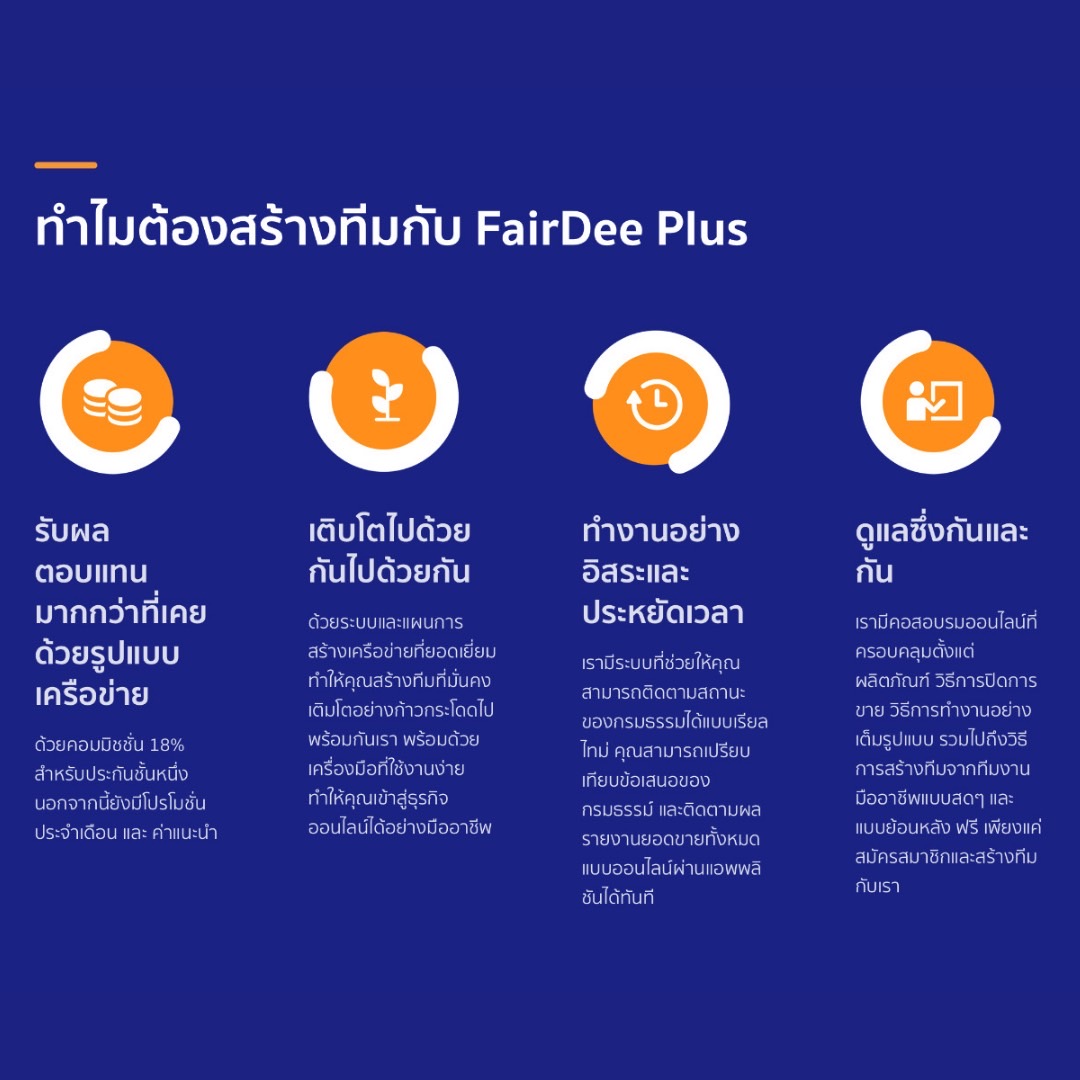 ทำไมต้องสร้างทีมกับ FairDee Plus
รับผล
ตอบแทน
มากกว่าที่เคย
ด้วยรูปแบบ
เครือข่าย
ด้วยคอมมิชชั่น 18%
สำหรับประกันชั้นหนึ่ง
นอกจากนี้ยังมีโปรโมชั่น
ประจำเดือน และ ค่าแนะนำ
เติบโตไปด้วย
กันไปด้วยกัน
ด้วยระบบและแผนการ
สร้างเครือข่ายที่ยอดเยี่ยม
ทำให้คุณสร้างทีมที่มั่นคง
เติมโตอย่างก้าวกระโดดไป
พร้อมกันเรา พร้อมด้วย
เครื่องมือที่ใช้งานง่าย
ทำให้คุณเข้าสู่ธุรกิจ
ออนไลน์ได้อย่างมืออาชีพ
ทำงานอย่าง
อิสระและ
ประหยัดเวลา
เรามีระบบที่ช่วยให้คุณ
สามารถติดตามสถานะ
ของกรมธรรม์ได้แบบเรียล
ไทม์ คุณสามารถเปรียบ
เทียบข้อเสนอของ
กรมธรรม์ และติดตามผล
รายงานยอดขายทั้งหมด
แบบออนไลน์ผ่านแอพพลิ
ชันได้ทันที
ดูแลซึ่งกันและ
กัน
เรามีคอสอบรมออนไลน์ที่
ครอบคลุมตั้งแต่
ผลิตภัณฑ์ วิธีการปิดการ
ขาย วิธีการทำงานอย่าง
เต็มรูปแบบ รวมไปถึงวิธี
การสร้างทีมจากทีมงาน
มืออาชีพแบบสดๆ และ
แบบย้อนหลัง ฟรี เพียงแค่
สมัครสมาชิกและสร้างทีม
กับเรา